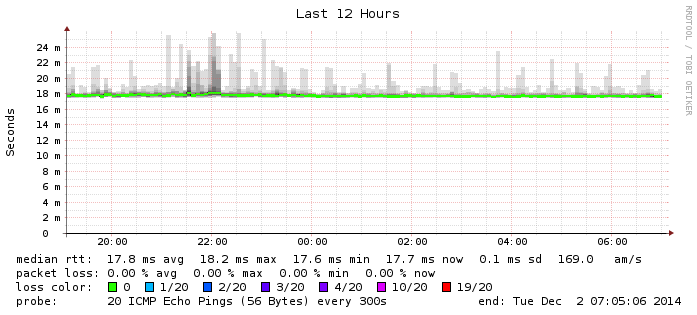 Last 12 Hours
RRDTOOL / TOBI OETIKER
Seconds
24 m
22 m
20 m
18 m
16 m
14 m
12 m
10 m
8 m
6 m
4 m
2 m
0
20:00 22:00 00:00 02:00 04:00 06:00
median rtt: 17.8 ms avg 18.2 ms max 17.6 ms min 17.7 ms now 0.1 ms sd 169.0 am/s
packet loss: 0.00 % avg 0.00 % max 0.00 % min 0.00 % now
loss color: 0 1/20 2/20 3/20 4/20 10/20 19/20
probe: 20 ICMP Echo Pings (56 Bytes) every 300s end: Tue Dec 2 07:05:06 2014